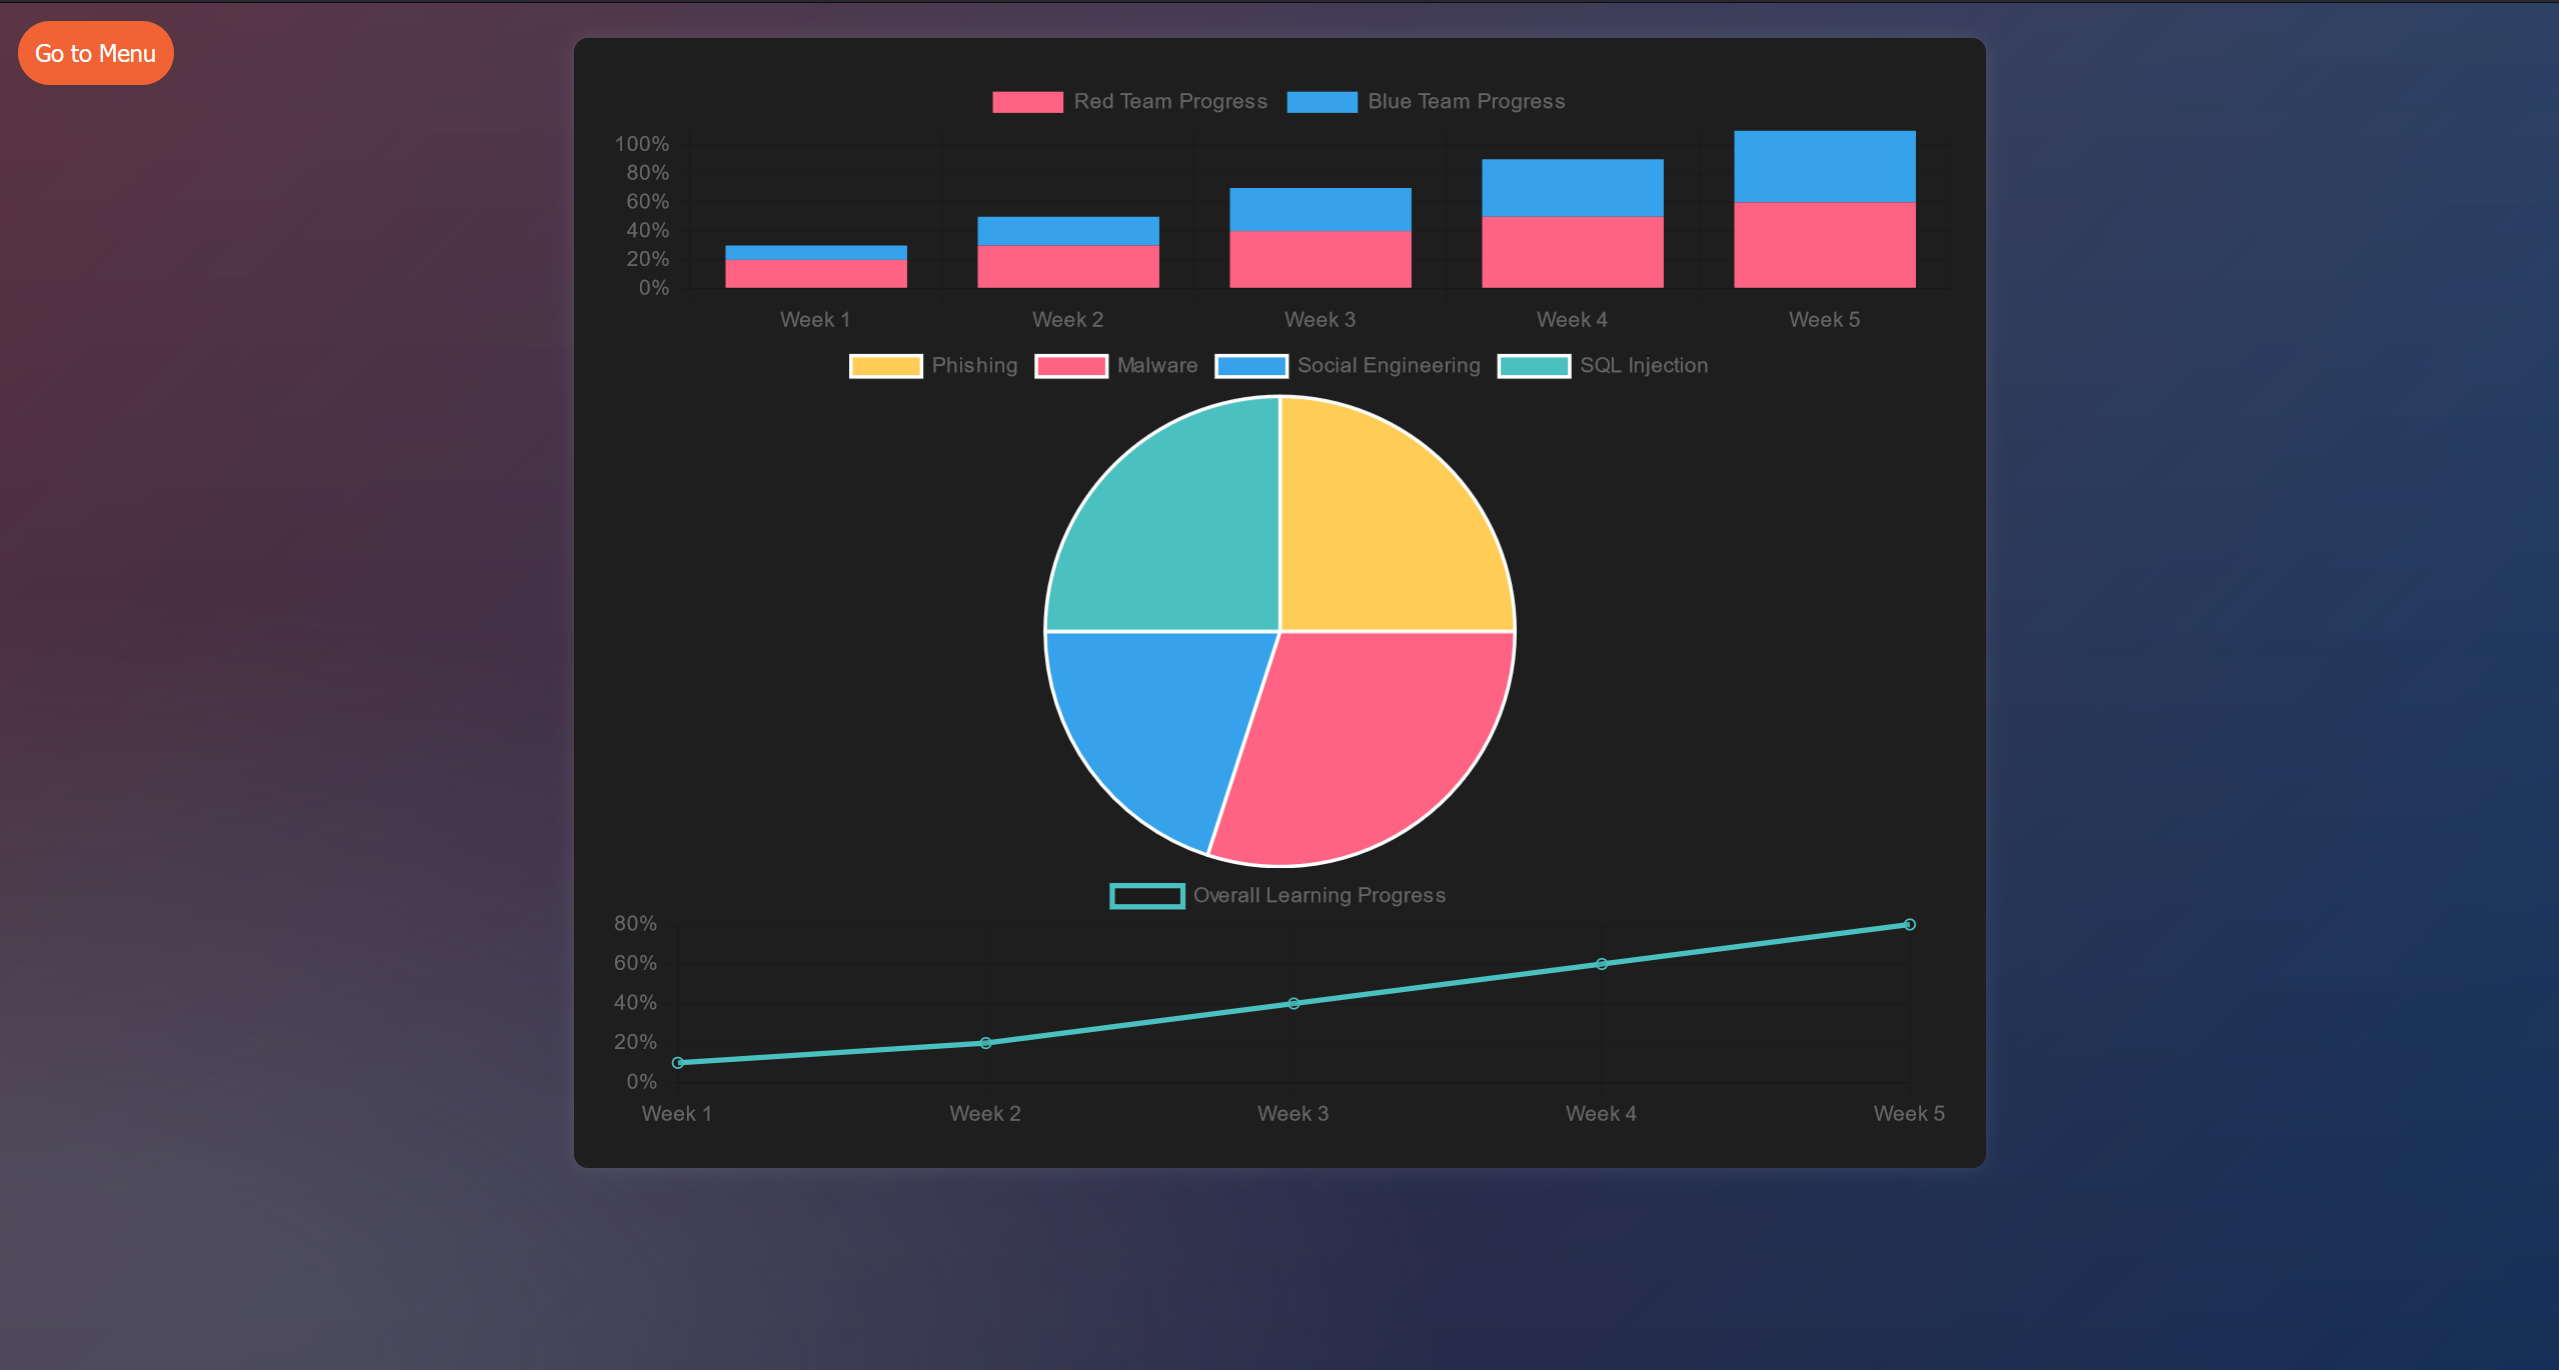 Go to Menu
Red Team Progress Blue Team Progress
100%
80%
60%
40%
20%
0%
Week 1 Week 2 Week 3 Week 4 Week 5
Phishing Malware Social Engineering SQL Injection
Overall Learning Progress
80%
60%
40%
20%
0%
Week 1 Week 2 Week 3 Week 4 Week 5